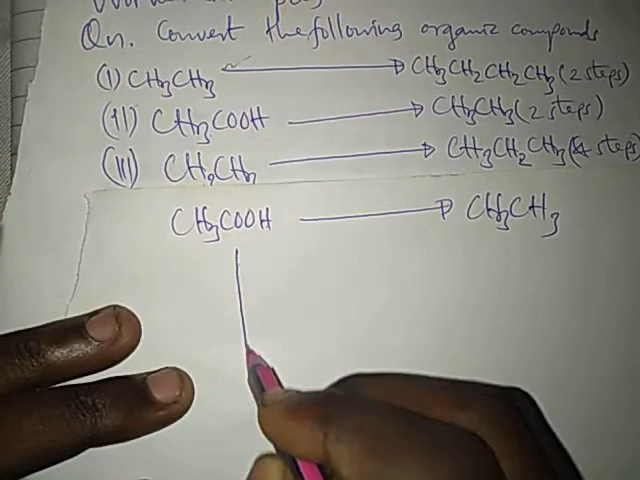 Qn. Convert the following organic compounds
(I) CH3CH3 → CH3CH2CH2CH3 (2 steps)
(II) CH3COOH → CH3CH3 (2 steps)
(III) → CH3CH2CH3 (4 steps)
CH3COOH → CH3CH3